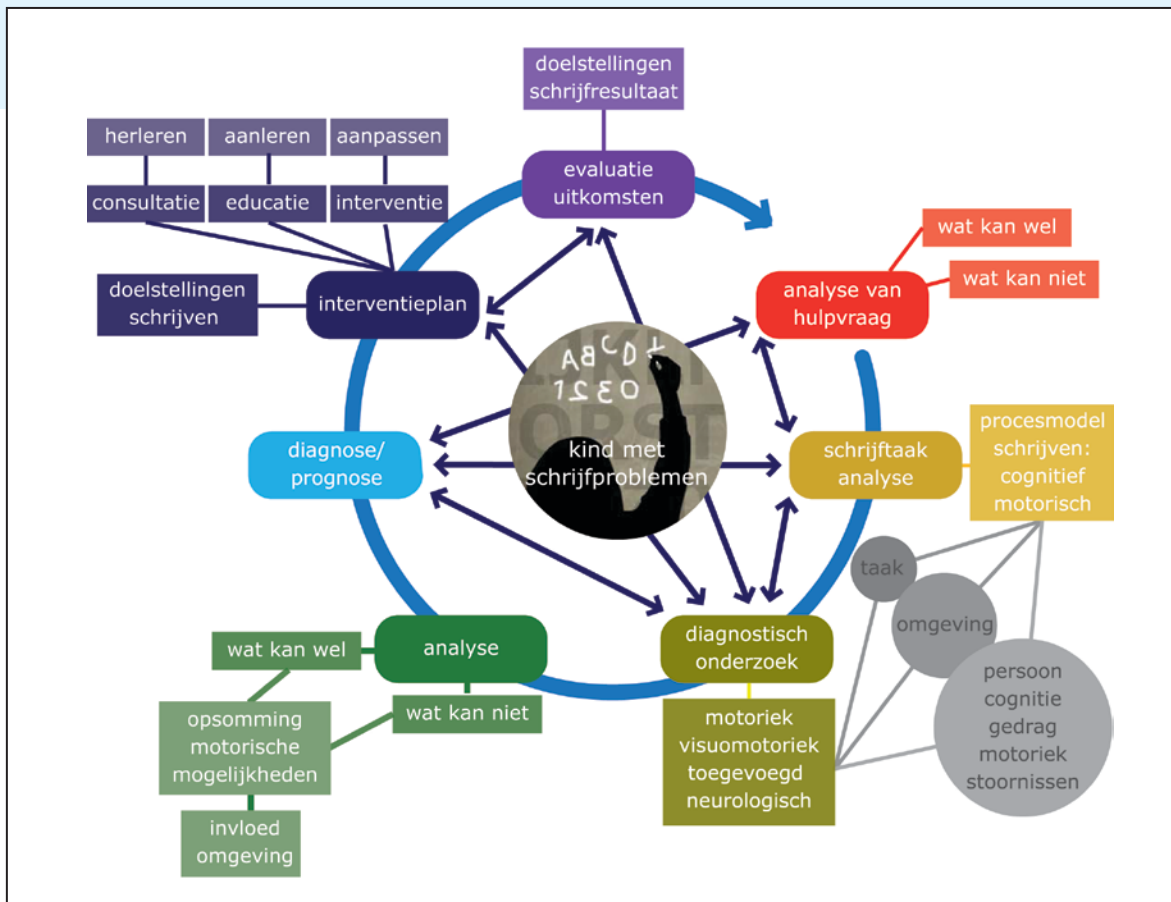 doelstellingen
schrijfresultaat
herleren
aanleren
aanpassen
consultatie
educatie
interventie
evaluatie
uitkomsten
wat kan wel
wat kan niet
doelstellingen
schrijven
interventieplan
analyse van
hulpvraag
kind met
schrijfproblemen
diagnose/
prognose
schrijftaak
analyse
procesmodel
schrijven:
cognitief
motorisch
taak
omgeving
persoon
cognitie
gedrag
motoriek
stoornissen
diagnostisch
onderzoek
motoriek
visuomotoriek
toegevoegd
neurologisch
analyse
wat kan wel
wat kan niet
opsomming
motorische
mogelijkheden
invloed
omgeving